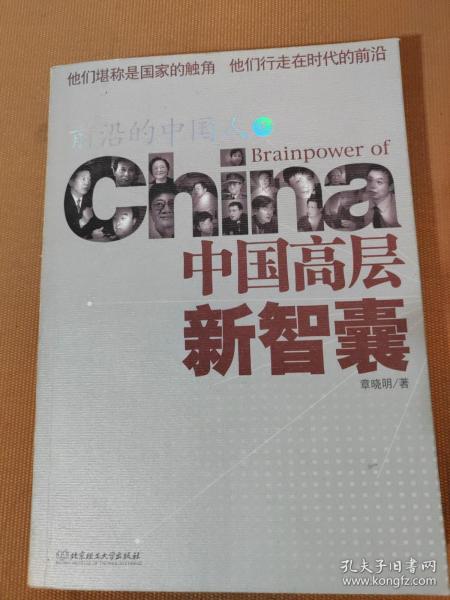 他们堪称是国家的触角 他们行走在时代的前沿
前沿的中国人②
Brainpower of
China
中国高层
新智囊
章晓明/著
北京理工大学出版社
孔夫子旧书网
www.kongfz.com